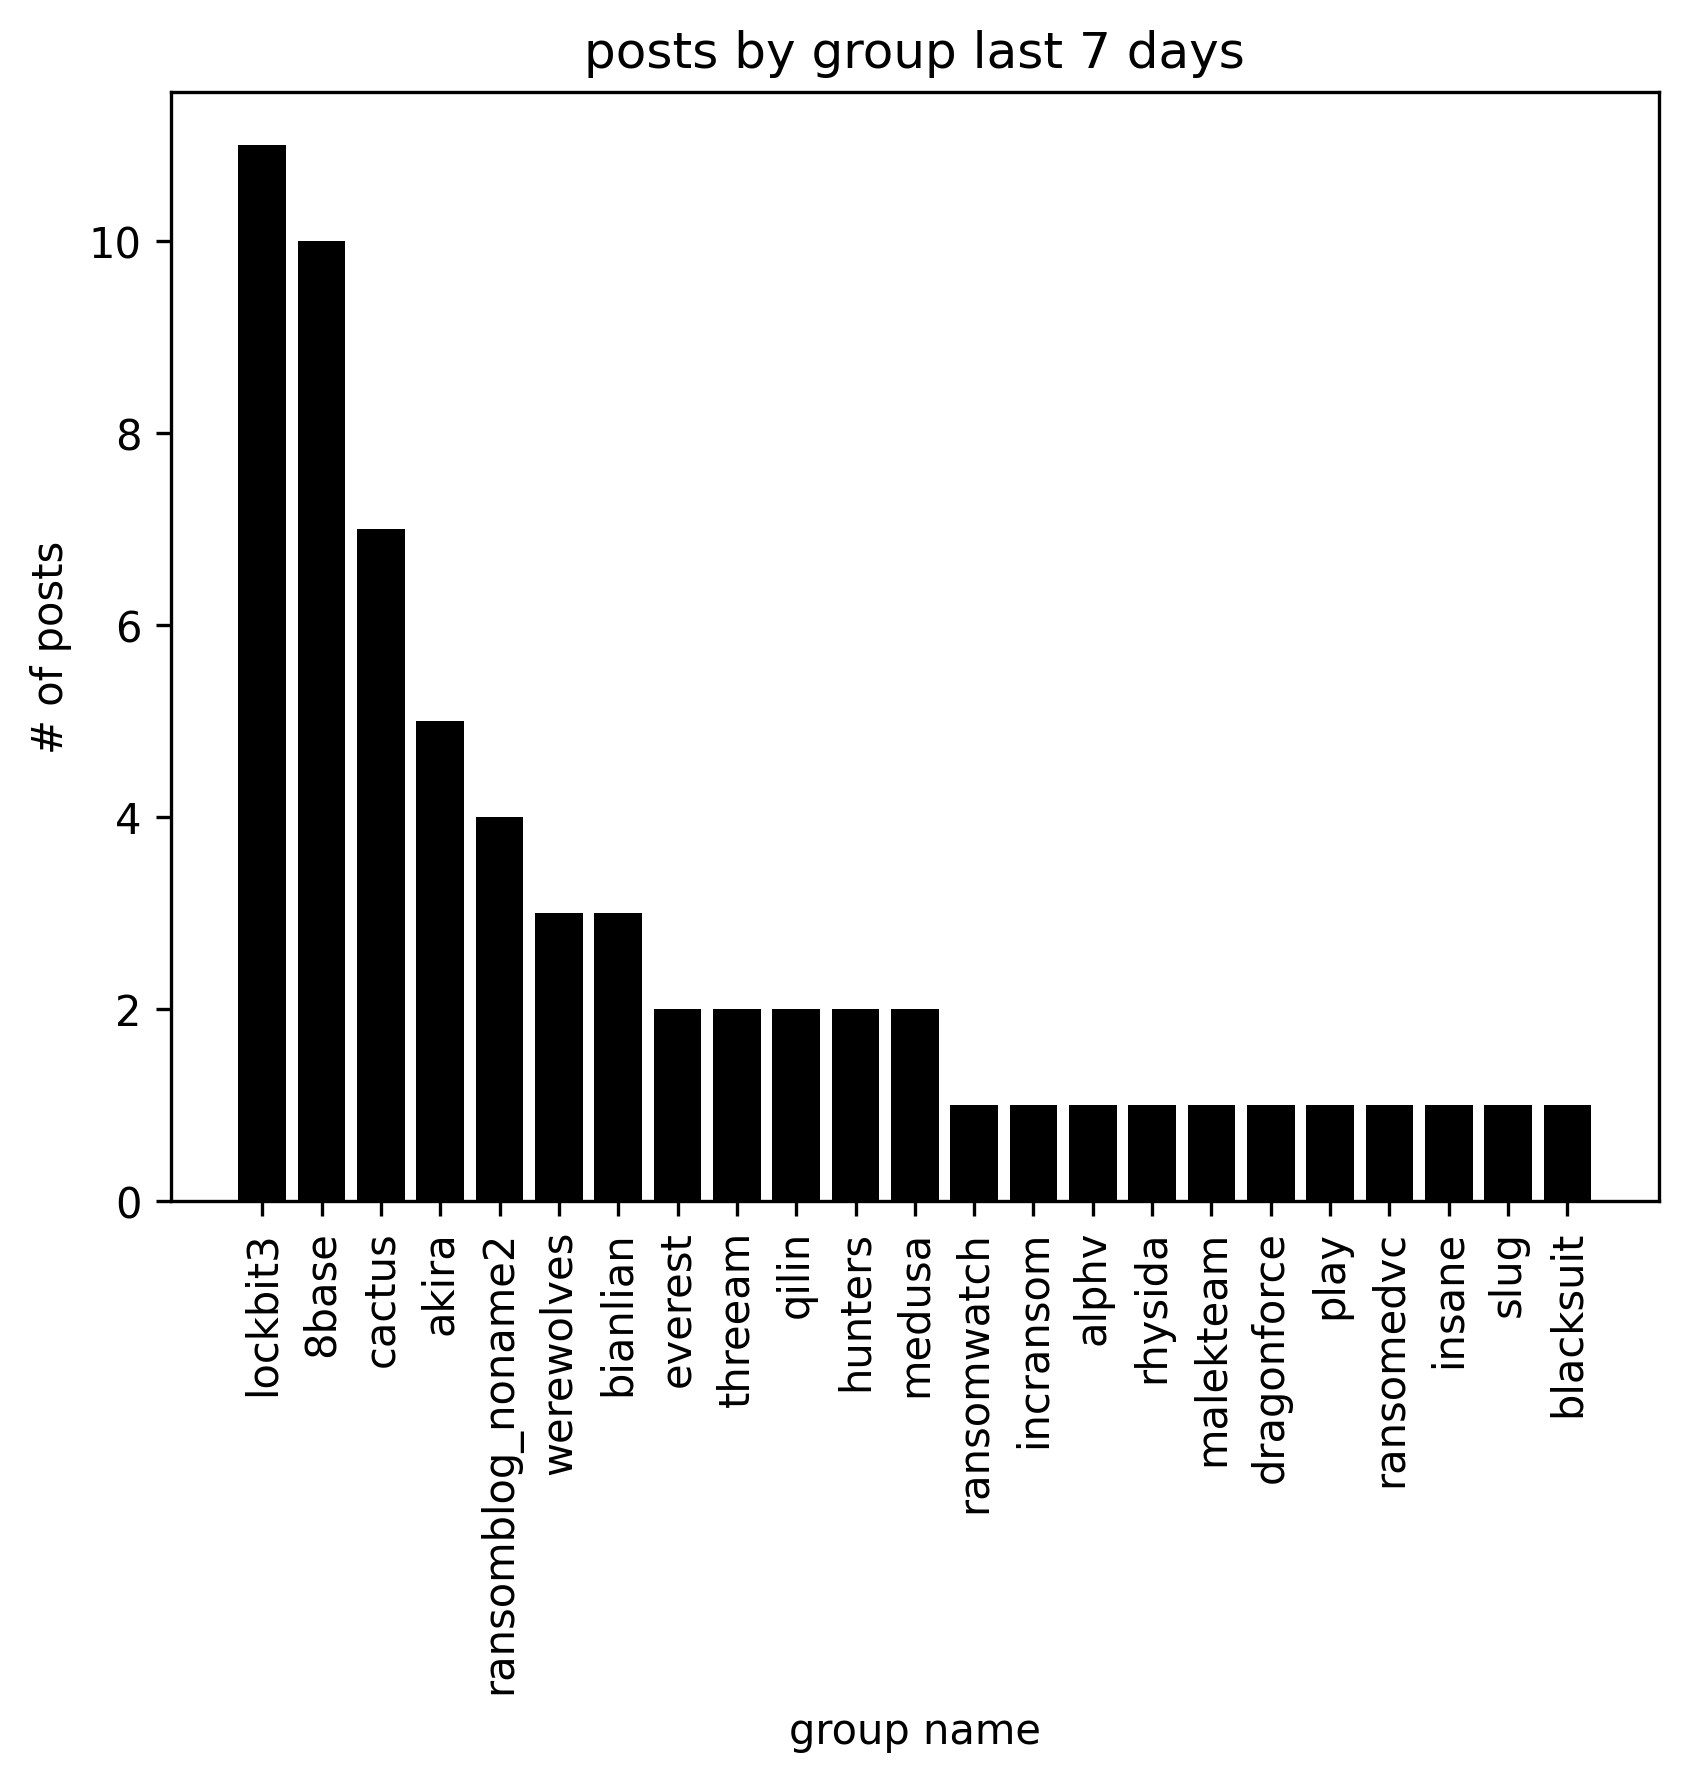 posts by group last 7 days
# of posts
10
8
6
4
2
0
lockbit3
8base
cactus
akira
ransomblog_noname2
werewolves
bianlian
everest
threeam
qilin
hunters
medusa
ransomwatch
incransom
alphv
rhysida
malekteam
dragonforce
play
ransomedvc
insane
slug
blacksuit
group name